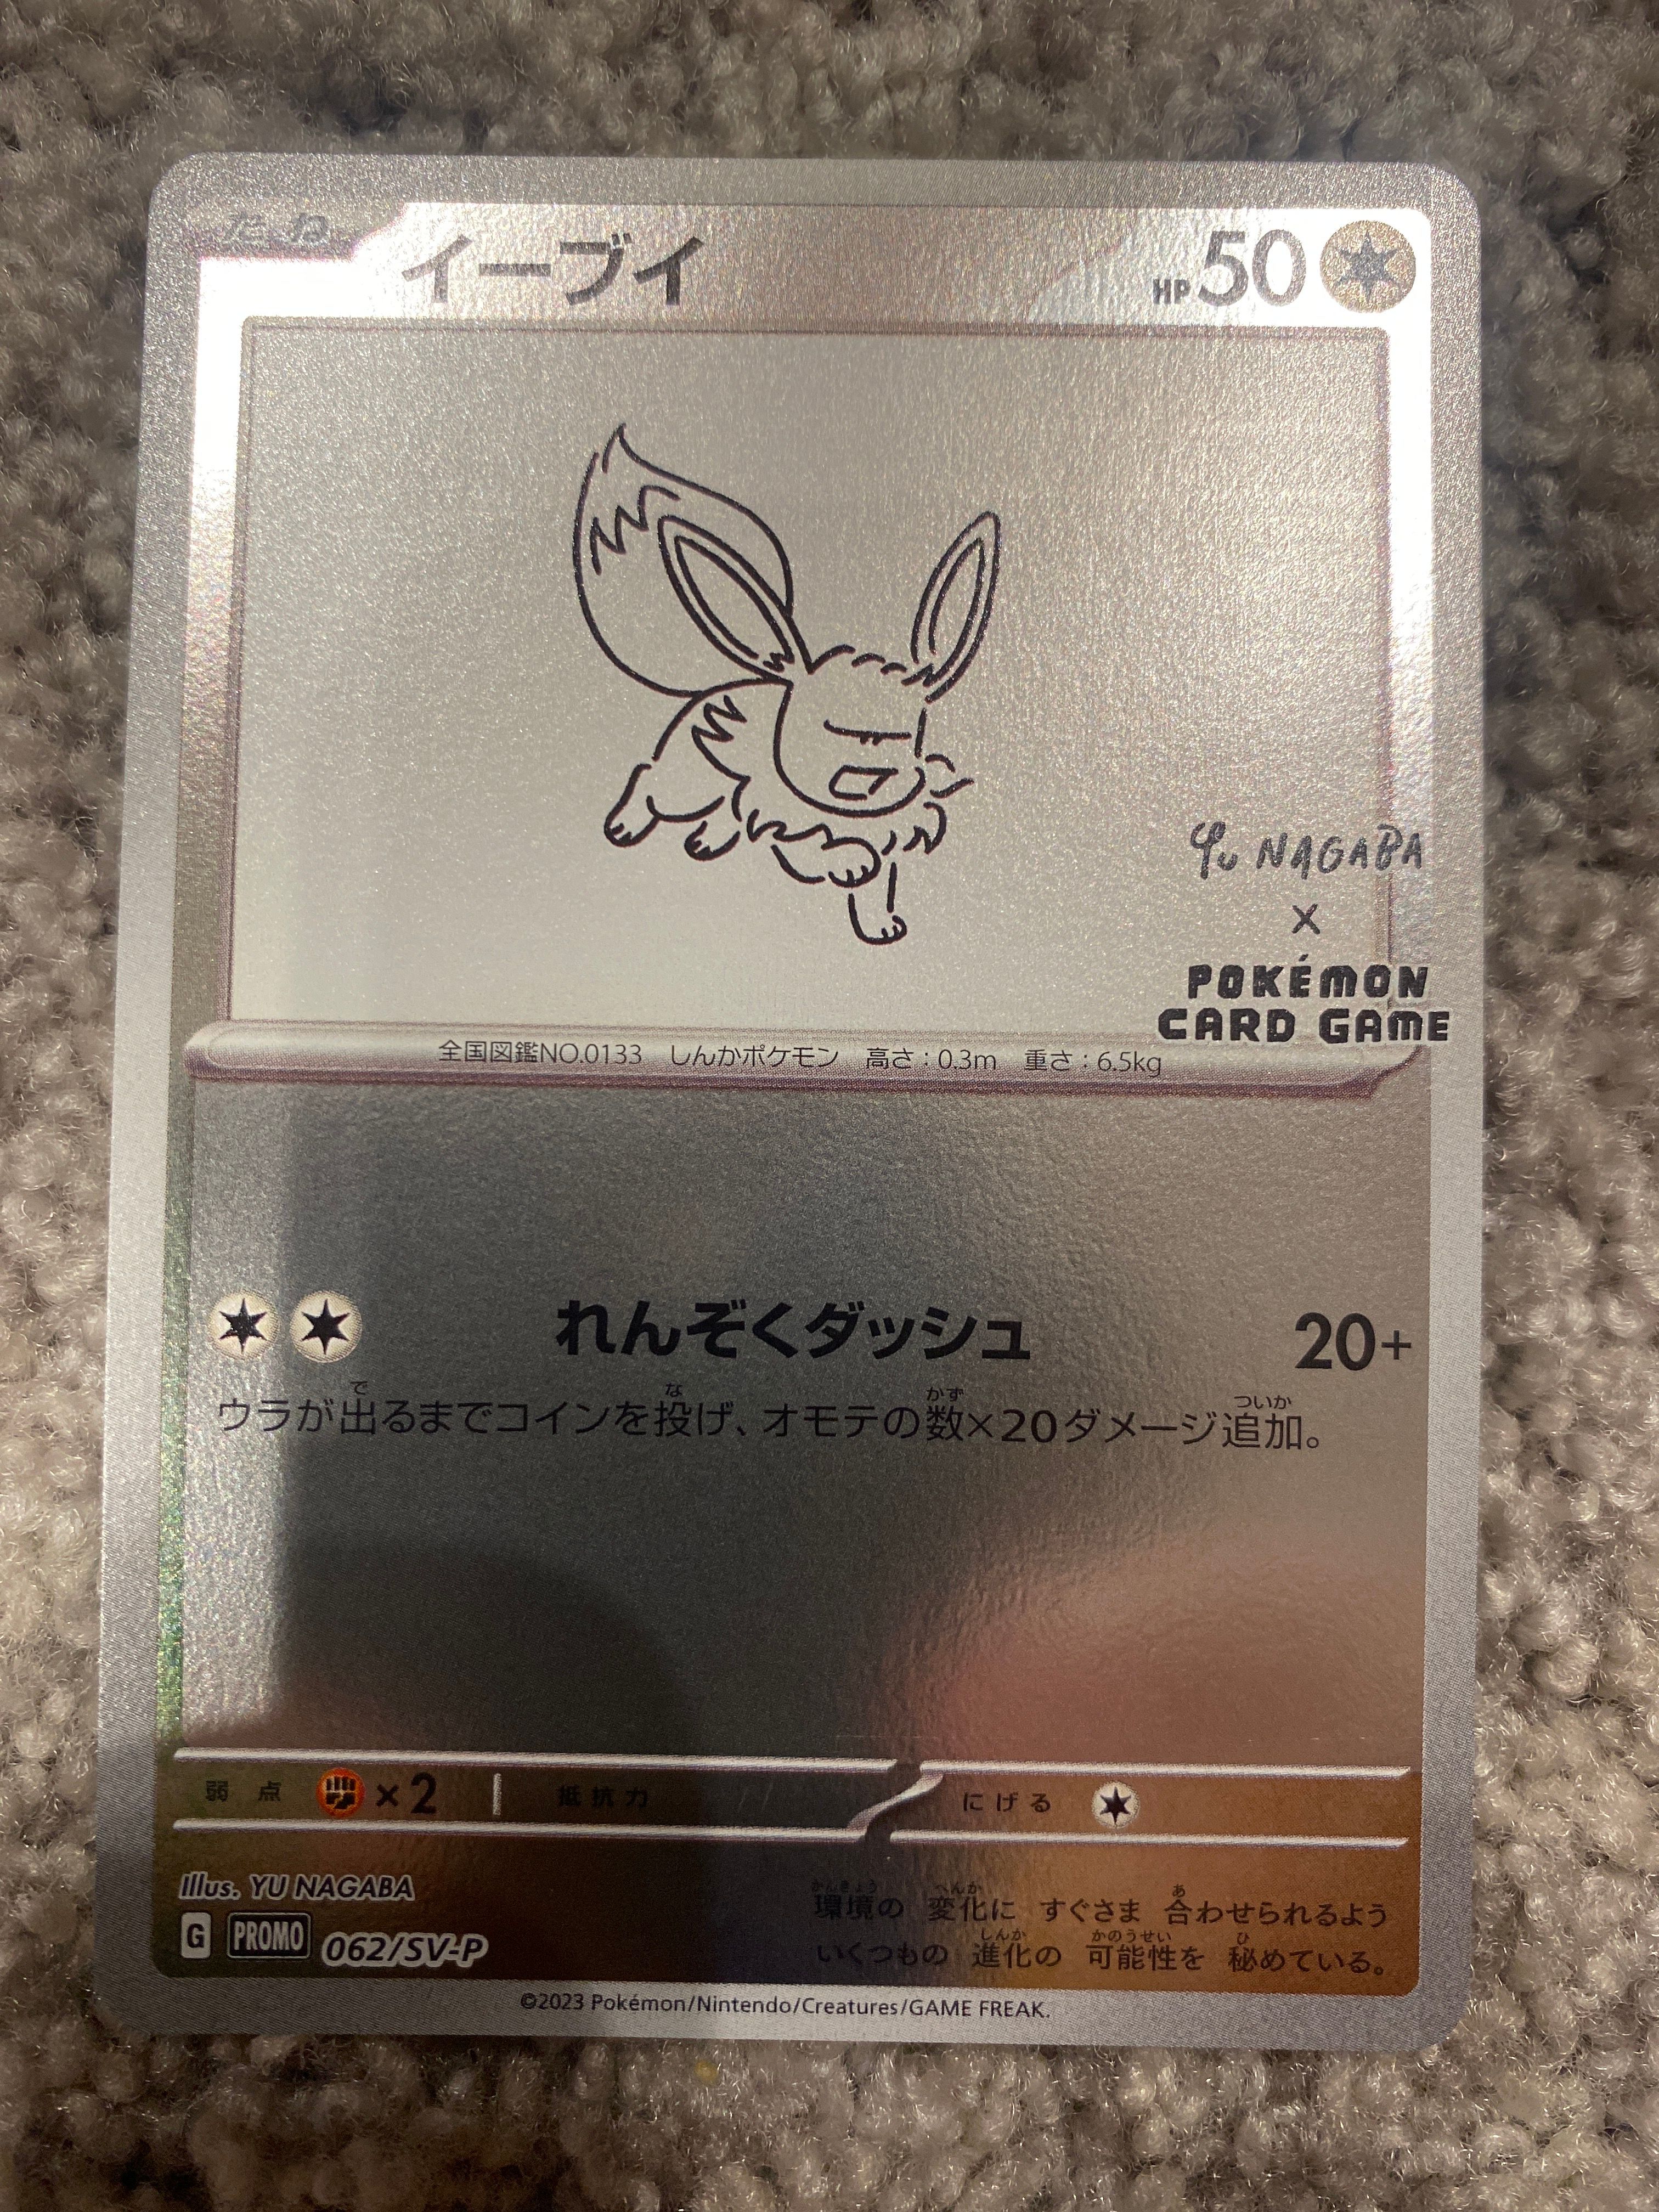 たね
イーブイ
HP50
Yu NAGABA
×
POKÉMON
CARD GAME
全国図鑑NO.0133 しんかポケモン 高さ:0.3m 重さ:6.5kg
れんぞくダッシュ 20+
ウラが出るまでコインを投げ、オモテの数×20ダメージ追加。
弱点 ×2 抵抗力 にげる
Illus. YU NAGABA
G PROMO 062/SV-P
環境の 変化に すぐさま 合わせられるよう
いくつもの 進化の 可能性を 秘めている。
©2023 Pokémon/Nintendo/Creatures/GAME FREAK.